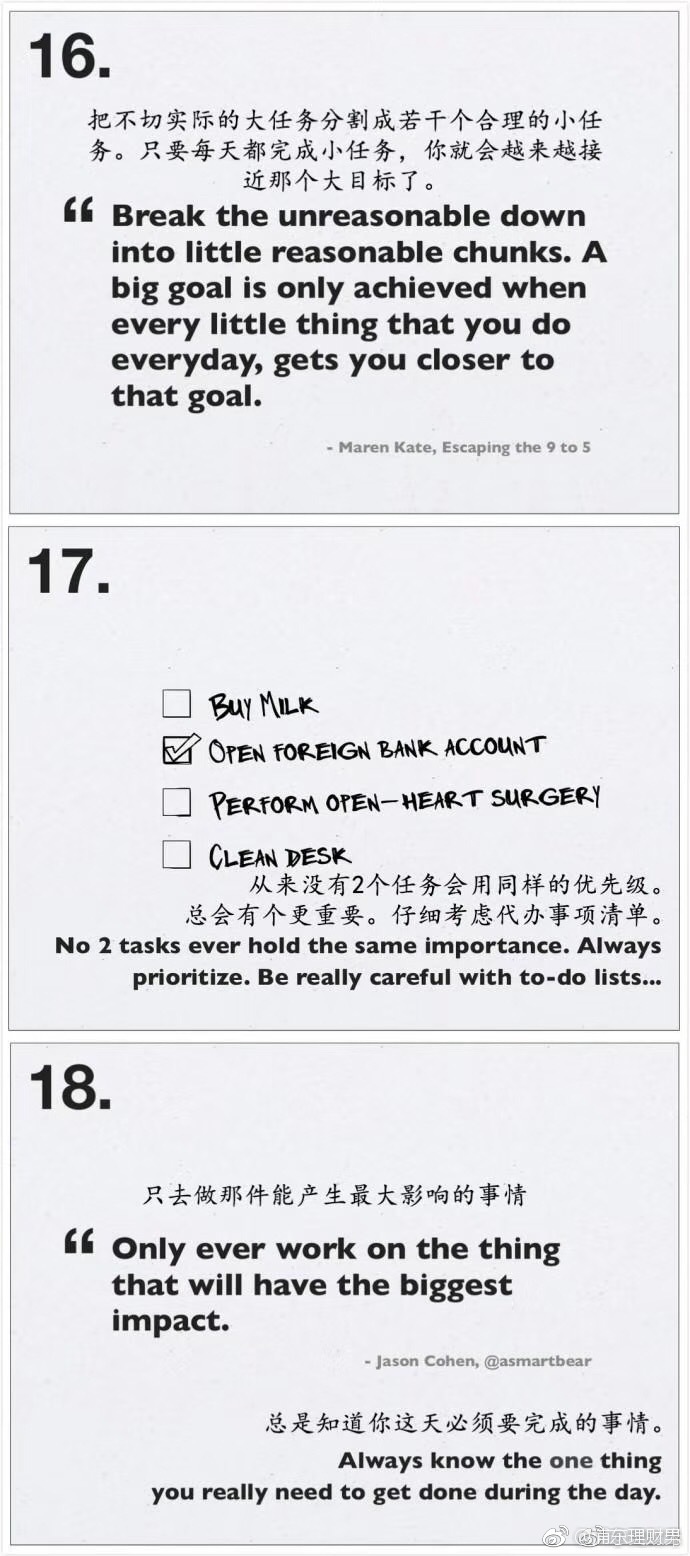 16.
把不切实际的大任务分割成若干个合理的小任
务。只要每天都完成小任务，你就会越来越接
近那个大目标了。
“ Break the unreasonable down
into little reasonable chunks. A
big goal is only achieved when
every little thing that you do
everyday, gets you closer to
that goal.
- Maren Kate, Escaping the 9 to 5
17.
BUY MILK
OPEN FOREIGN BANK ACCOUNT
PERFORM OPEN-HEART SURGERY
CLEAN DESK
从来没有2个任务会用同样的优先级。
总会有个更重要。仔细考虑代办事项清单。
No 2 tasks ever hold the same importance. Always
prioritize. Be really careful with to-do lists...
18.
只去做那件能产生最大影响的事情
“ Only ever work on the thing
that will have the biggest
impact.
- Jason Cohen, @asmartbear
总是知道你这天必须要完成的事情。
Always know the one thing
you really need to get done during the day.
浦东理财男